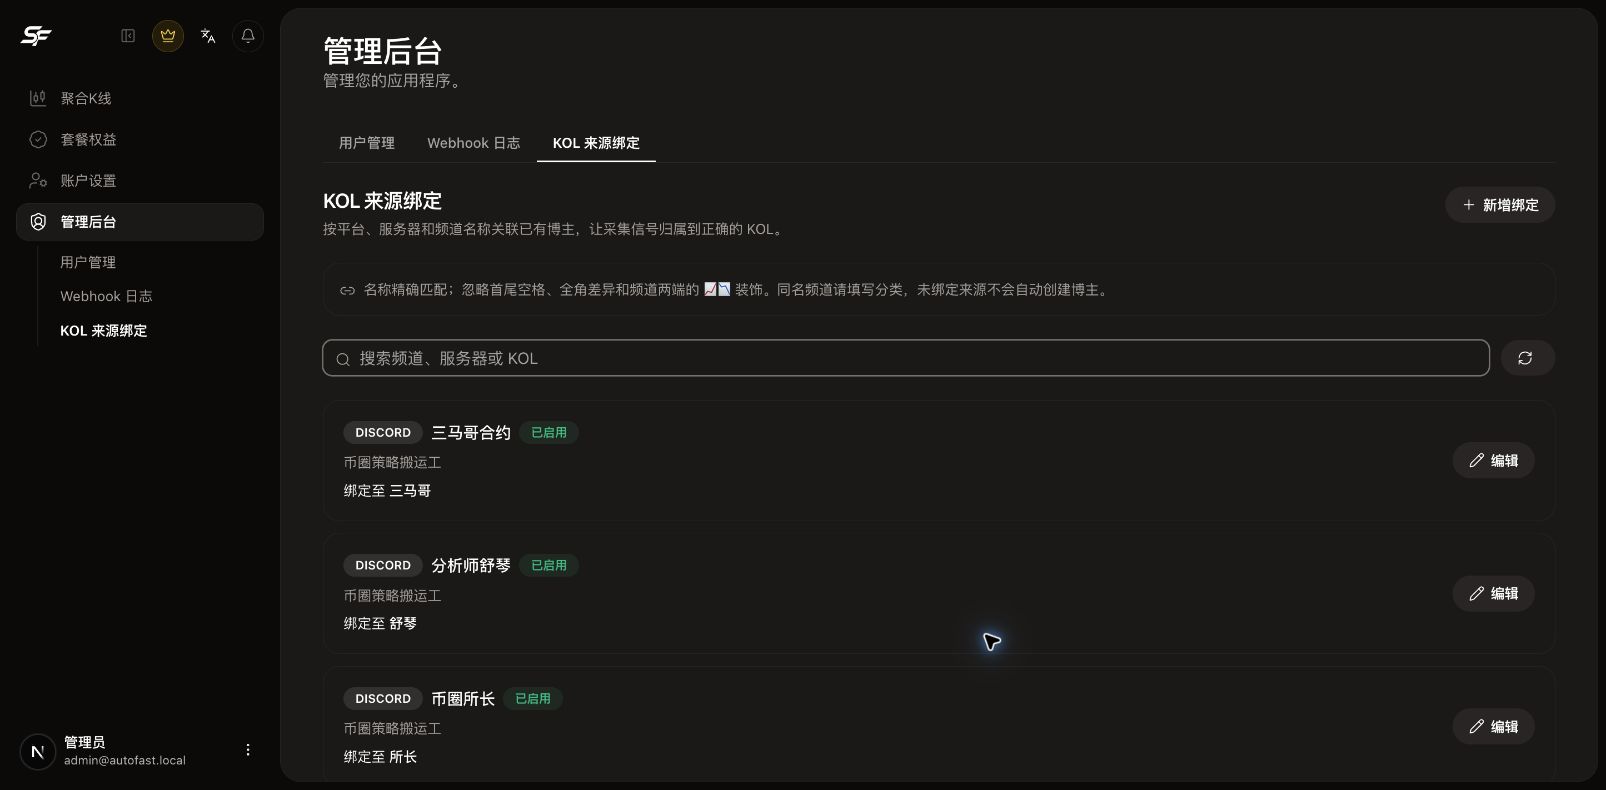 SF
聚合K线
套餐权益
账户设置
管理后台
用户管理
Webhook 日志
KOL 来源绑定
N
管理员
admin@autofast.local
管理后台
管理您的应用程序。
用户管理 Webhook 日志 KOL 来源绑定
KOL 来源绑定
+ 新增绑定
按平台、服务器和频道名称关联已有博主，让采集信号归属到正确的 KOL。
名称精确匹配；忽略首尾空格、全角差异和频道两端的 📈📉 装饰。同名频道请填写分类，未绑定来源不会自动创建博主。
搜索频道、服务器或 KOL
DISCORD 三马哥合约 已启用
币圈策略搬运工
绑定至 三马哥
编辑
DISCORD 分析师舒琴 已启用
币圈策略搬运工
绑定至 舒琴
编辑
DISCORD 币圈所长 已启用
币圈策略搬运工
绑定至 所长
编辑